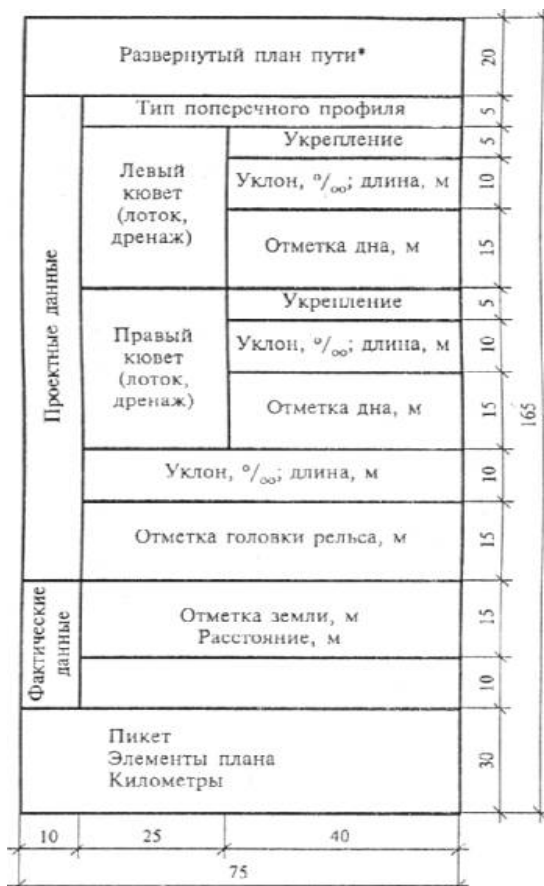 Развернутый план пути*
20
Тип поперечного профиля
5
Проектные данные
Левый
кювет
(лоток,
дренаж)
Укрепление
5
Уклон, ⁰/₀₀; длина, м
10
Отметка дна, м
15
Правый
кювет
(лоток,
дренаж)
Укрепление
5
Уклон, ⁰/₀₀; длина, м
10
Отметка дна, м
15
165
Уклон, ⁰/₀₀; длина, м
10
Отметка головки рельса, м
15
Фактические
данные
Отметка земли, м
Расстояние, м
15
10
Пикет
Элементы плана
Километры
30
10
25
40
75